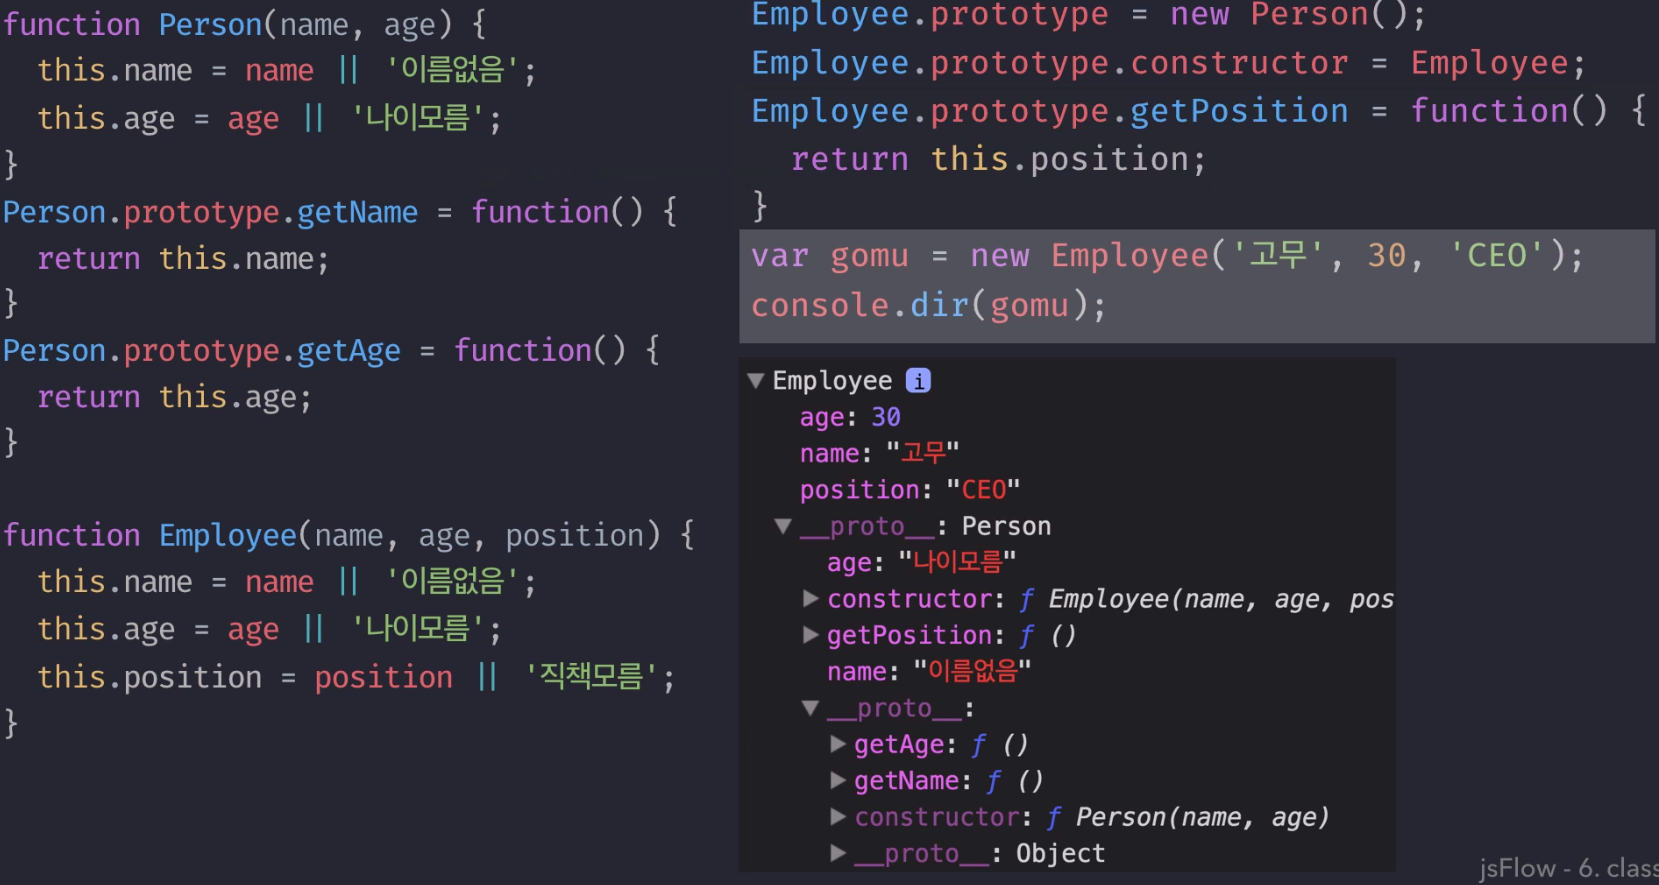 function Person(name, age) {
  this.name = name || '이름없음';
  this.age = age || '나이모름';
}
Person.prototype.getName = function() {
  return this.name;
}
Person.prototype.getAge = function() {
  return this.age;
}
function Employee(name, age, position) {
  this.name = name || '이름없음';
  this.age = age || '나이모름';
  this.position = position || '직책모름';
}
Employee.prototype = new Person();
Employee.prototype.constructor = Employee;
Employee.prototype.getPosition = function() {
  return this.position;
}
var gomu = new Employee('고무', 30, 'CEO');
console.dir(gomu);
▼ Employee i
age: 30
name: "고무"
position: "CEO"
▼ __proto__: Person
age: "나이모름"
▶ constructor: ƒ Employee(name, age, pos
▶ getPosition: ƒ ()
name: "이름없음"
▼ __proto__:
▶ getAge: ƒ ()
▶ getName: ƒ ()
▶ constructor: ƒ Person(name, age)
▶ __proto__: Object
jsFlow - 6. class